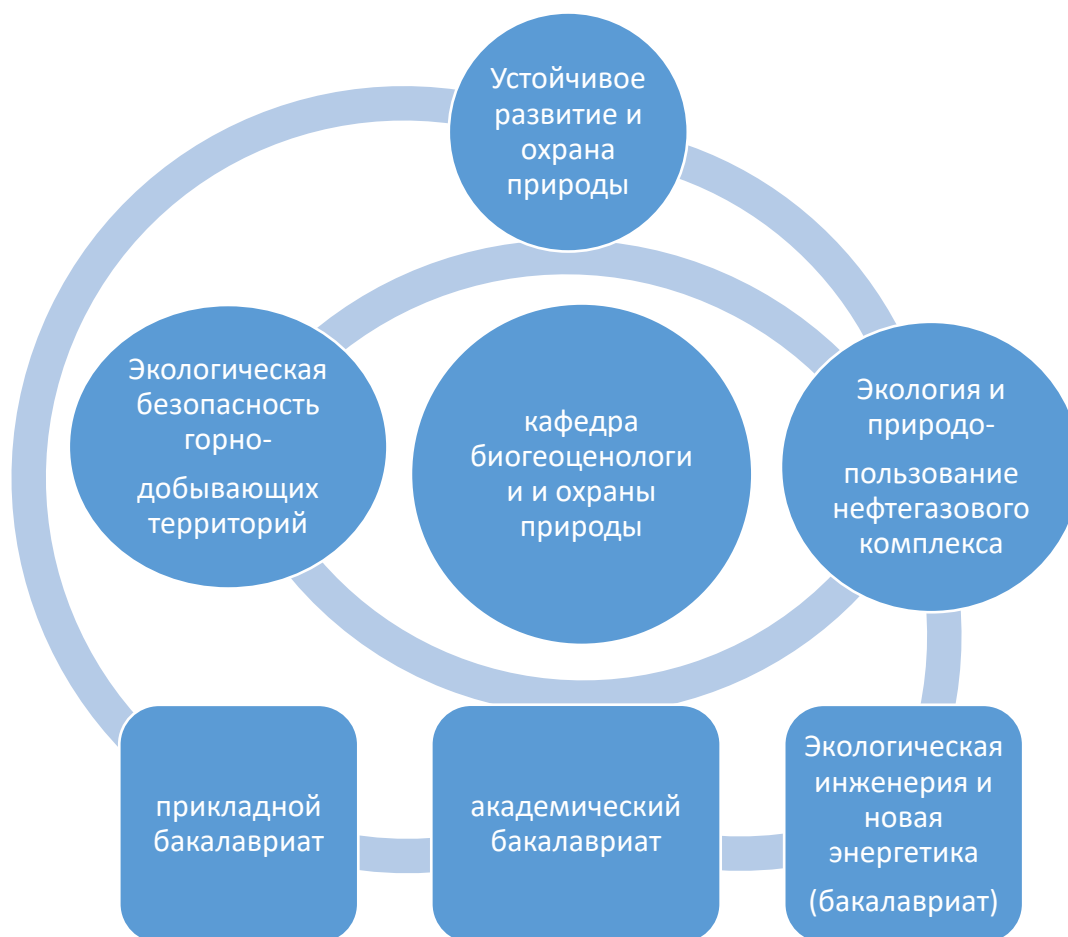 Устойчивое
развитие и
охрана
природы
Экологическая
безопасность
горно-
добывающих
территорий
кафедра
биогеоценологи
и и охраны
природы
Экология и
природо-
пользование
нефтегазового
комплекса
прикладной
бакалавриат
академический
бакалавриат
Экологическая
инженерия и
новая
энергетика
(бакалавриат)